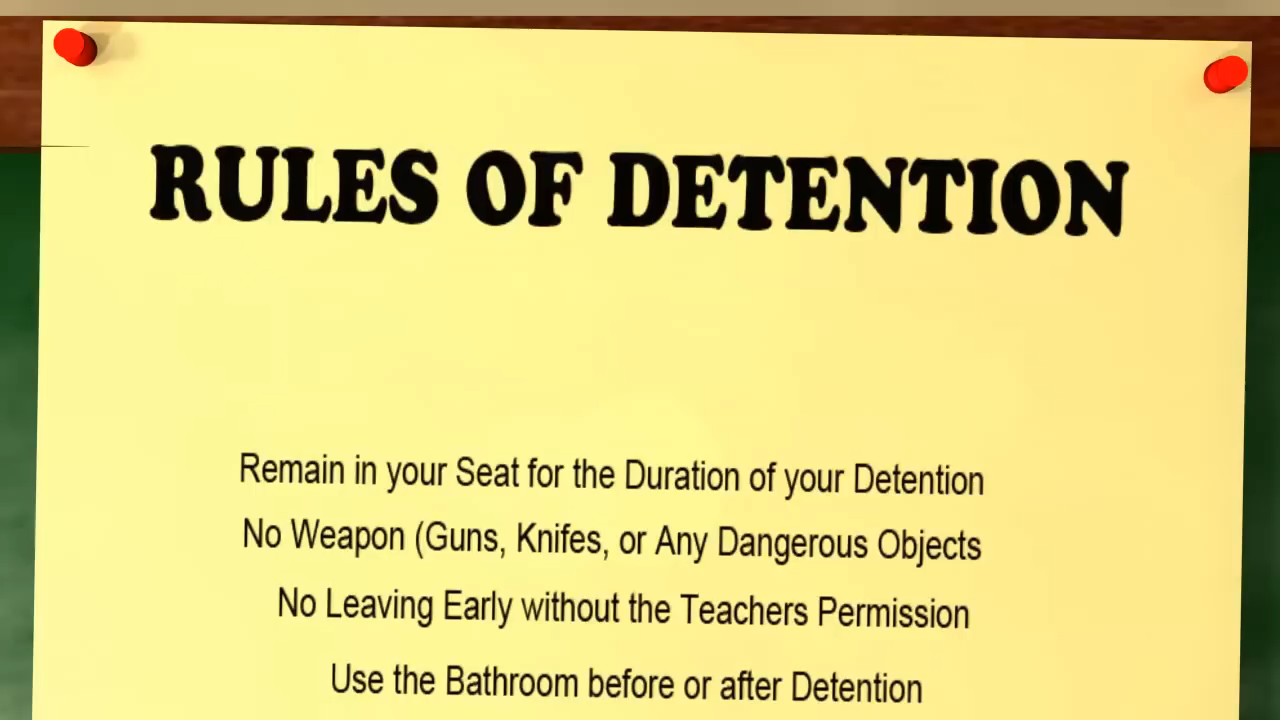 RULES OF DETENTION
Remain in your Seat for the Duration of your Detention
No Weapon (Guns, Knifes, or Any Dangerous Objects
No Leaving Early without the Teachers Permission
Use the Bathroom before or after Detention